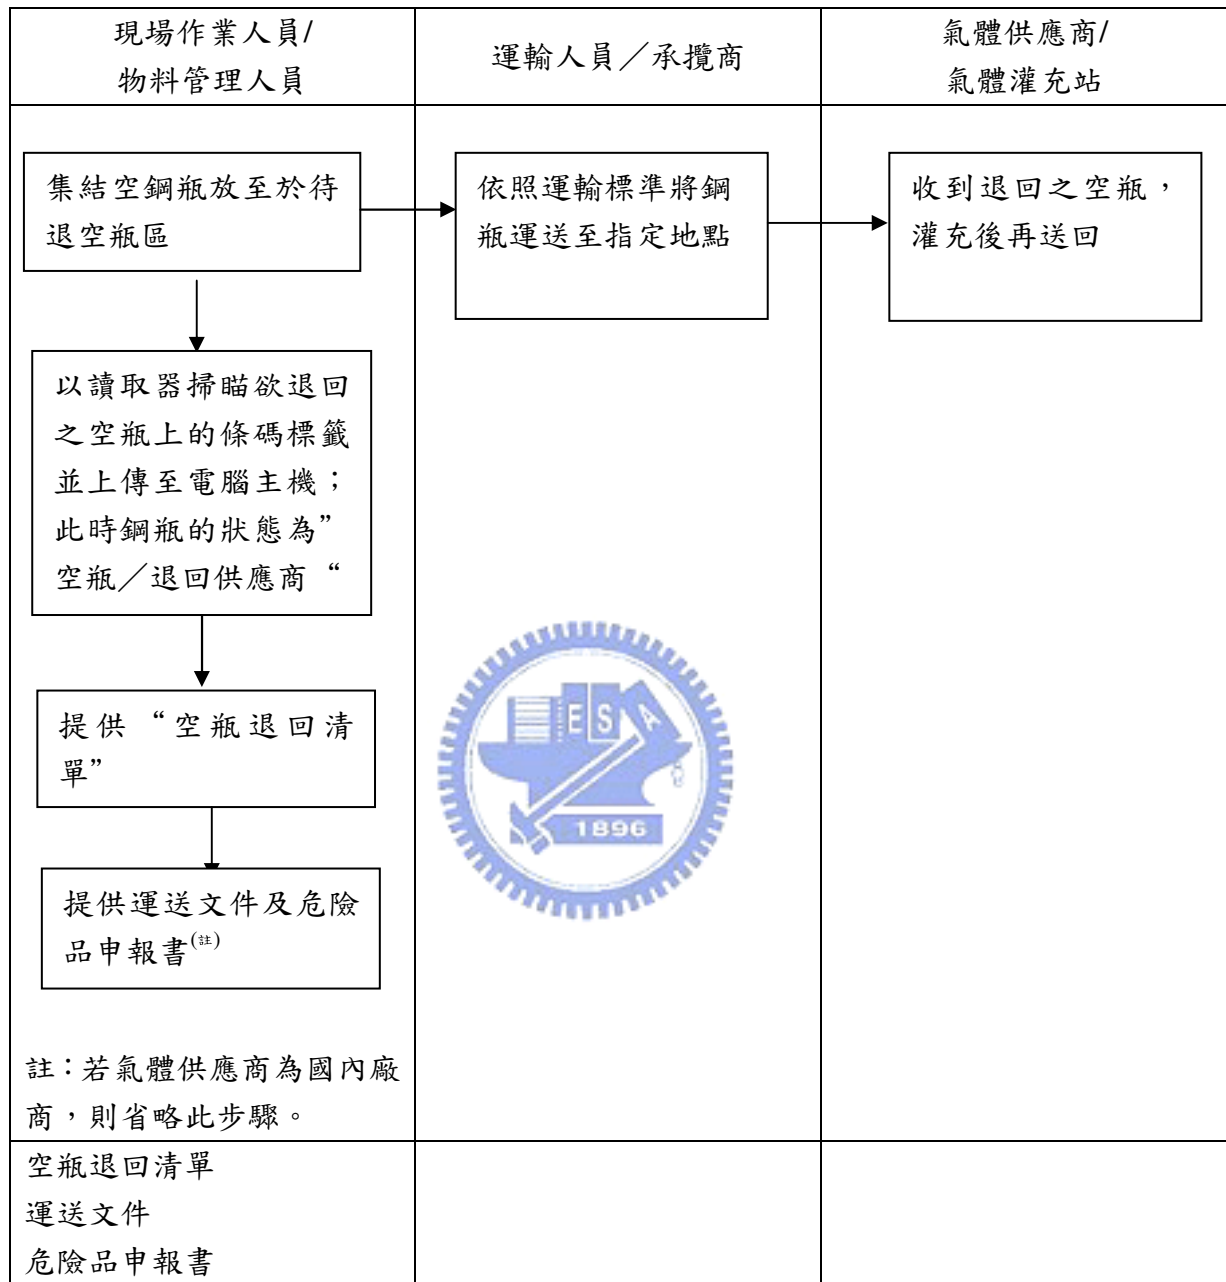 現場作業人員/
物料管理人員
運輸人員／承攬商
氣體供應商/
氣體灌充站
集結空鋼瓶放至於待
退空瓶區
依照運輸標準將鋼
瓶運送至指定地點
收到退回之空瓶，
灌充後再送回
以讀取器掃瞄欲退回
之空瓶上的條碼標籤
並上傳至電腦主機；
此時鋼瓶的狀態為”
空瓶／退回供應商“
提供“空瓶退回清
單”
提供運送文件及危險
品申報書(註)
ESA
1896
註：若氣體供應商為國內廠
商，則省略此步驟。
空瓶退回清單
運送文件
危險品申報書